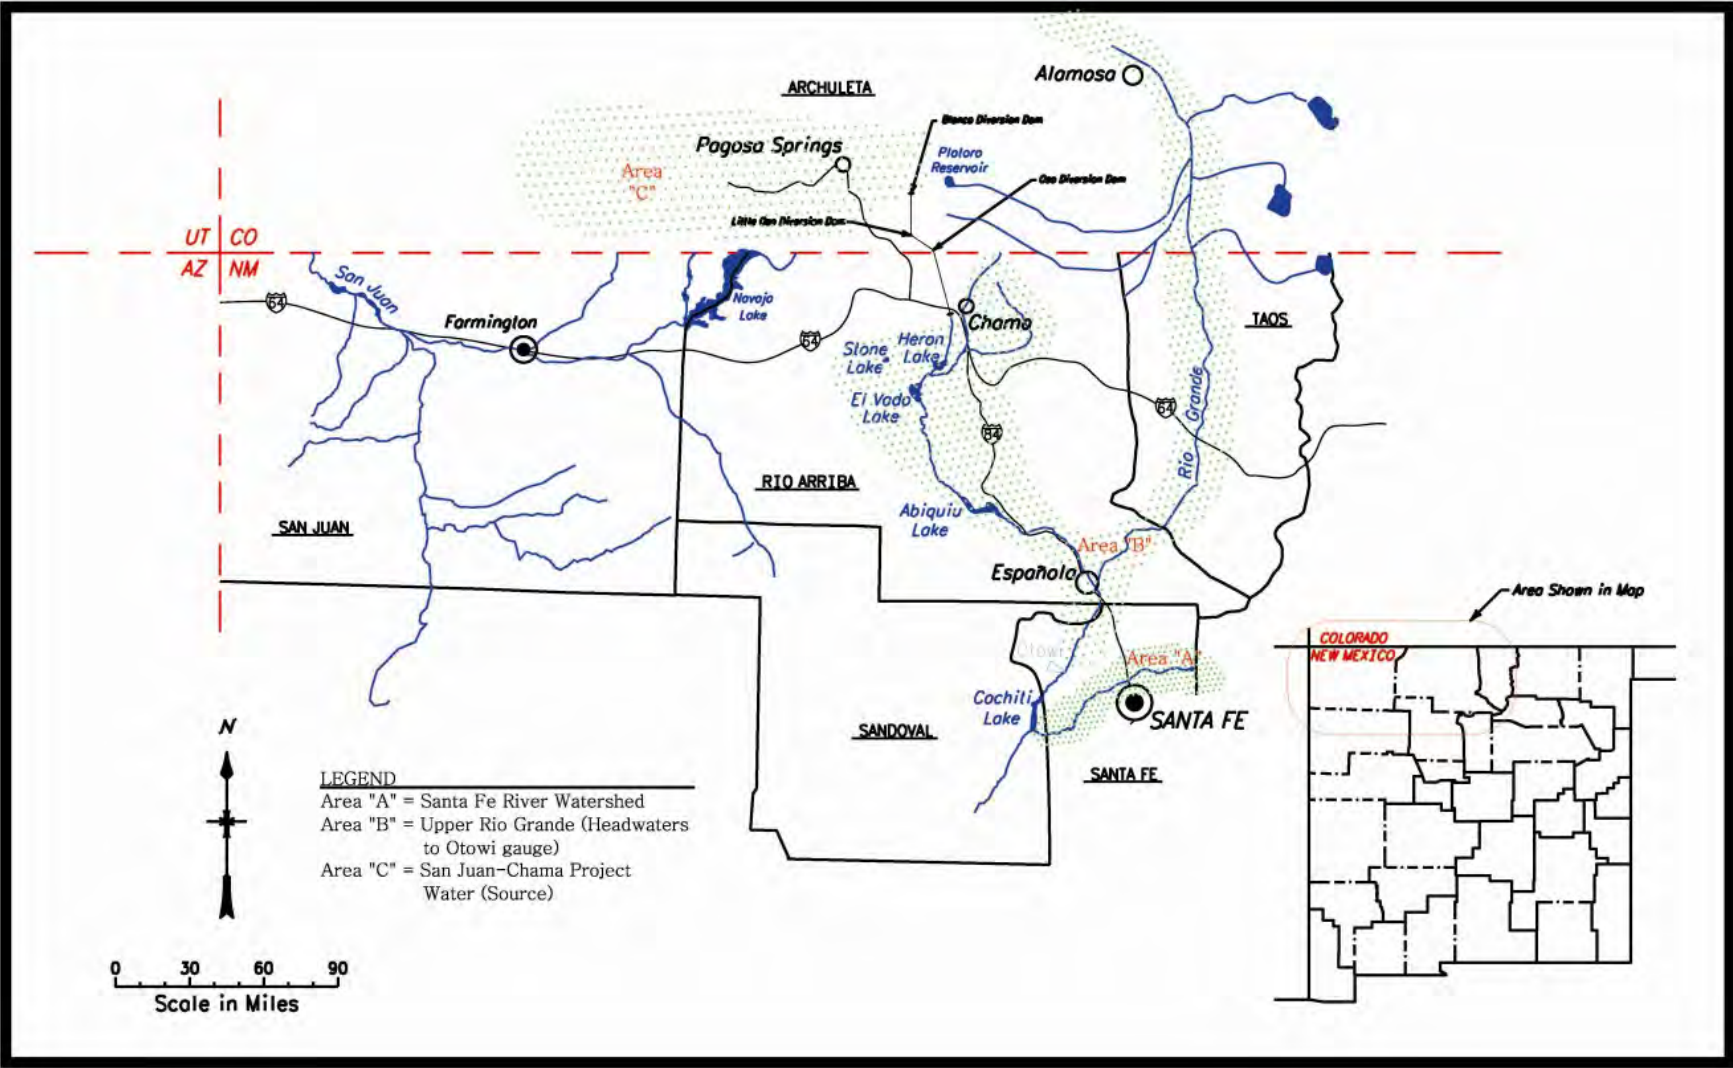 Alamosa
ARCHULETA
Blanco Diversion Dam
Pagosa Springs
Platoro
Reservoir
Area
"C"
Oso Diversion Dam
Little Oso Diversion Dam
UT CO
AZ NM
San Juan
Navajo
Lake
64
Farmington
64
Chama
TAOS
Heron
Lake
Stone
Lake
El Vado
Lake
Rio Grande
64
84
RIO ARRIBA
Abiquiu
Lake
SAN JUAN
Area "B"
Española
Area Shown in Map
COLORADO
NEW MEXICO
Otowi
Area "A"
Cochiti
Lake
SANTA FE
SANDOVAL
SANTA FE
N
LEGEND
Area "A" = Santa Fe River Watershed
Area "B" = Upper Rio Grande (Headwaters
to Otowi gauge)
Area "C" = San Juan-Chama Project
Water (Source)
0 30 60 90
Scale in Miles